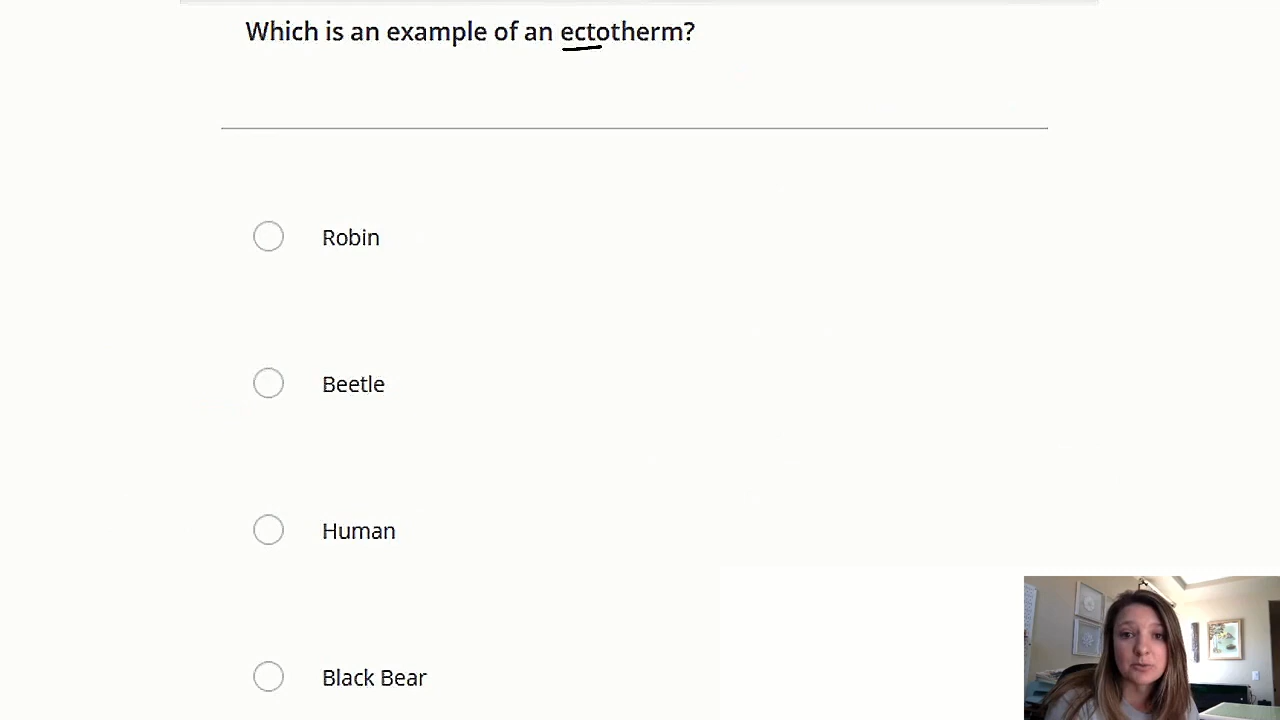 Which is an example of an ectotherm?
Robin
Beetle
Human
Black Bear